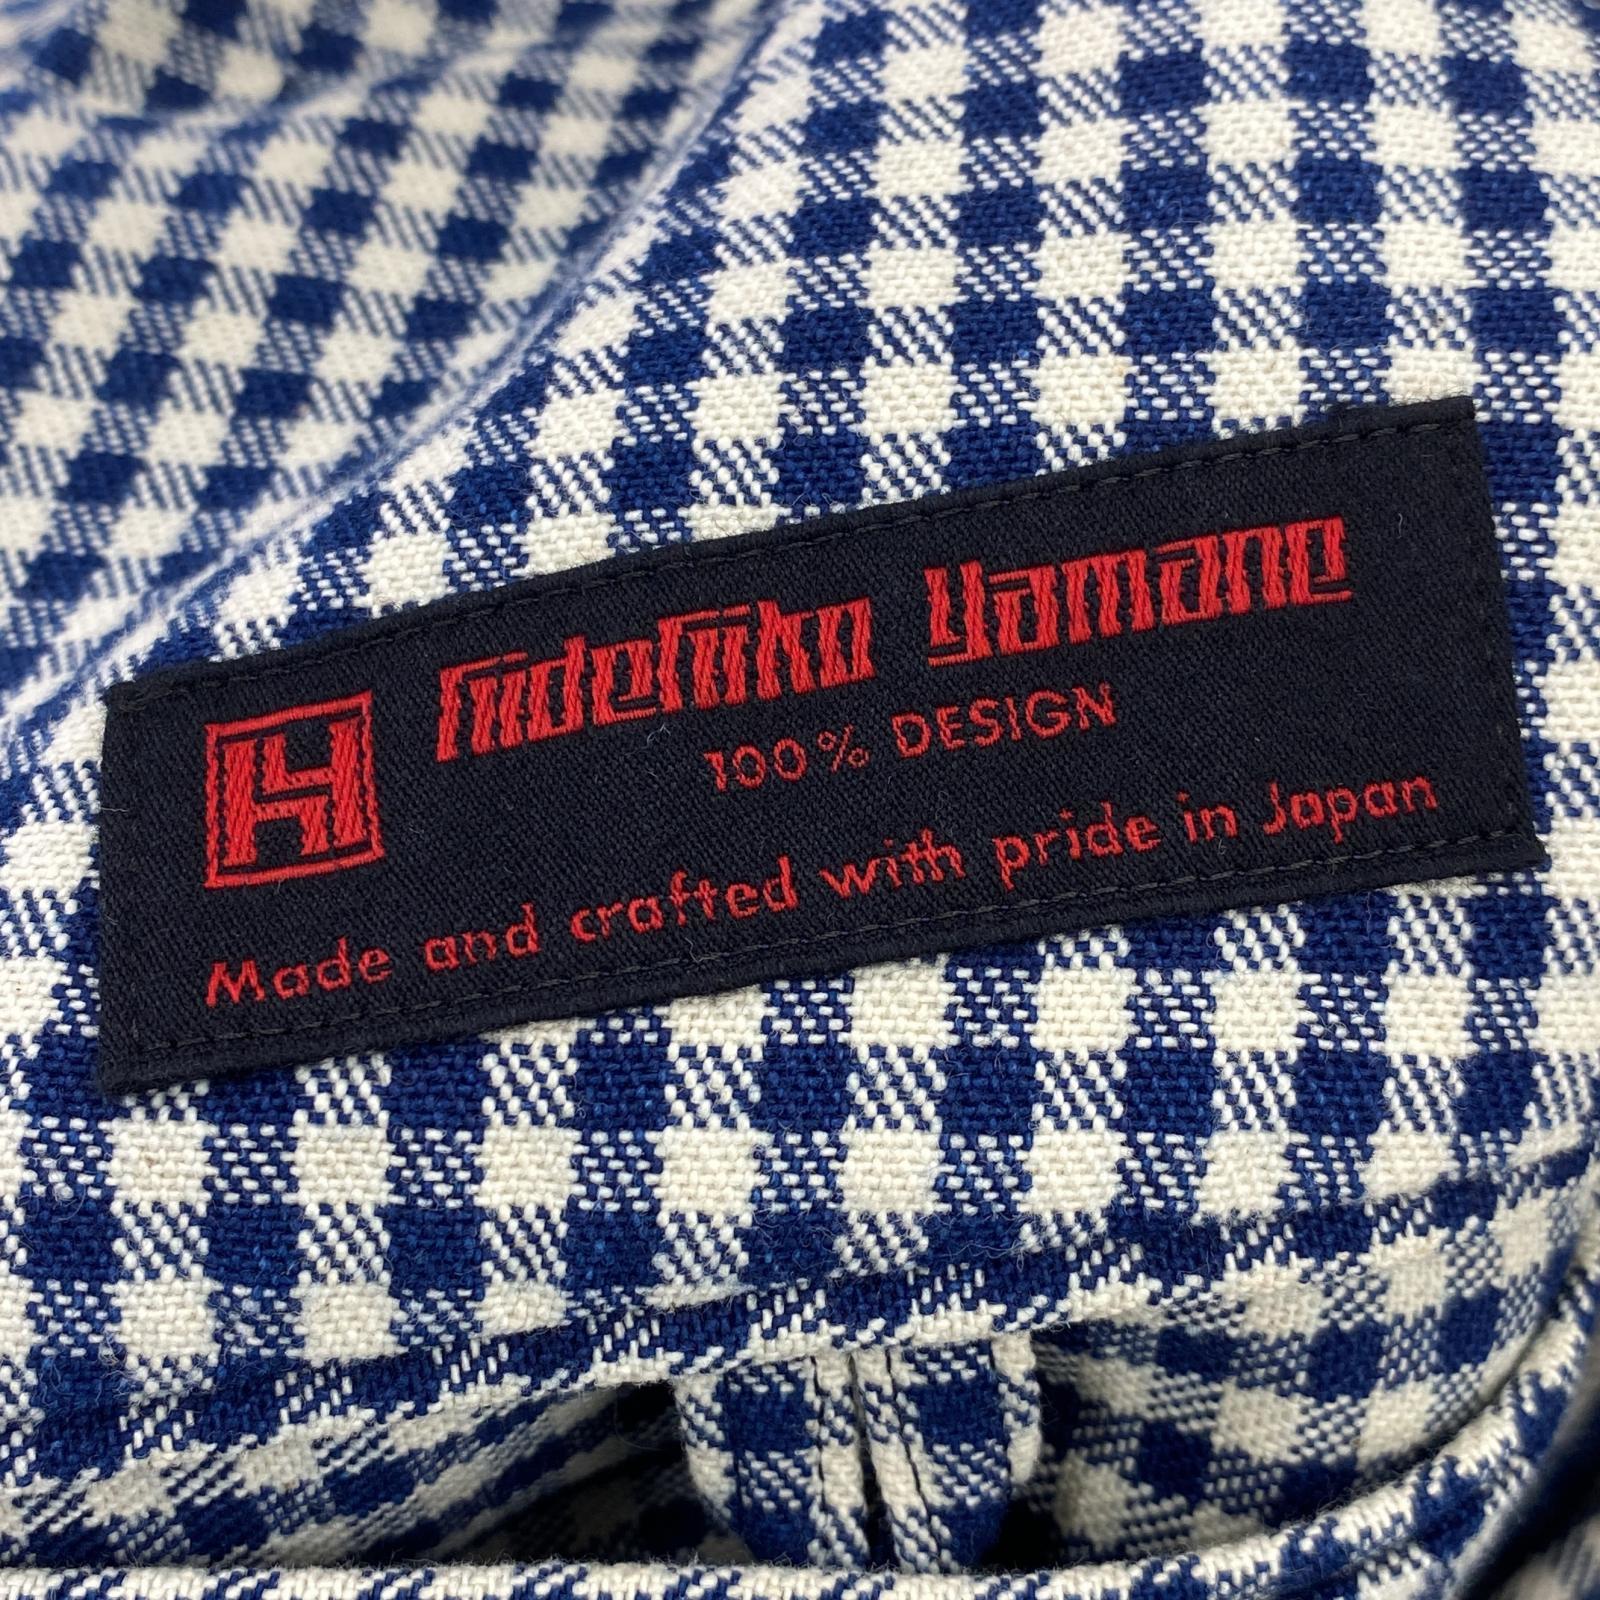 H
Hidehiko Yamane
100% DESIGN
Made and crafted with pride in Japan